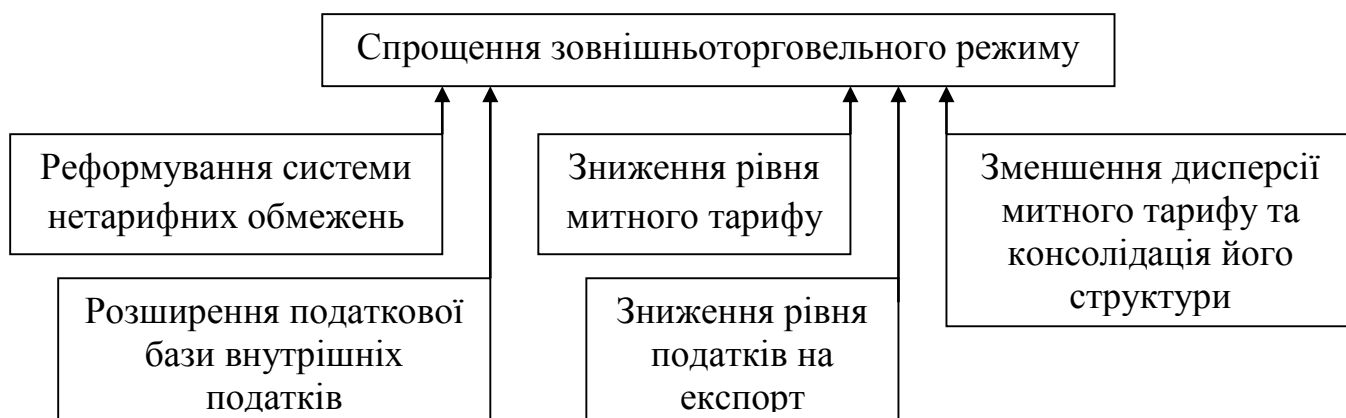 Спрощення зовнішньоторговельного режиму
Реформування системи
нетарифних обмежень
Зниження рівня
митного тарифу
Зменшення дисперсії
митного тарифу та
консолідація його
структури
Розширення податкової
бази внутрішніх
податків
Зниження рівня
податків на
експорт